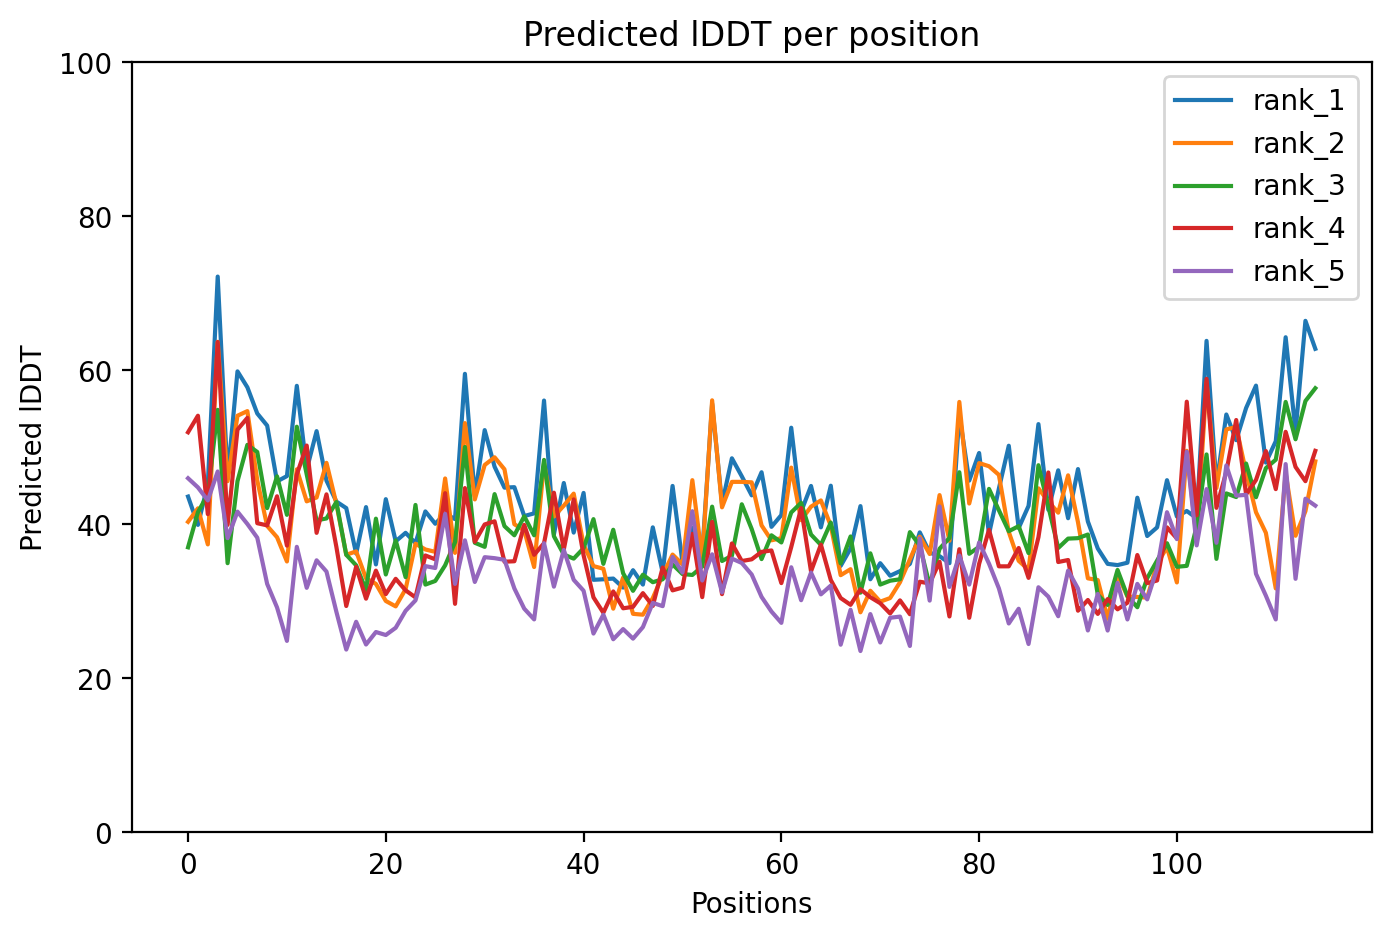 Predicted lDDT per position
100
80
60
40
20
0
Predicted lDDT
0 20 40 60 80 100
Positions
rank_1
rank_2
rank_3
rank_4
rank_5